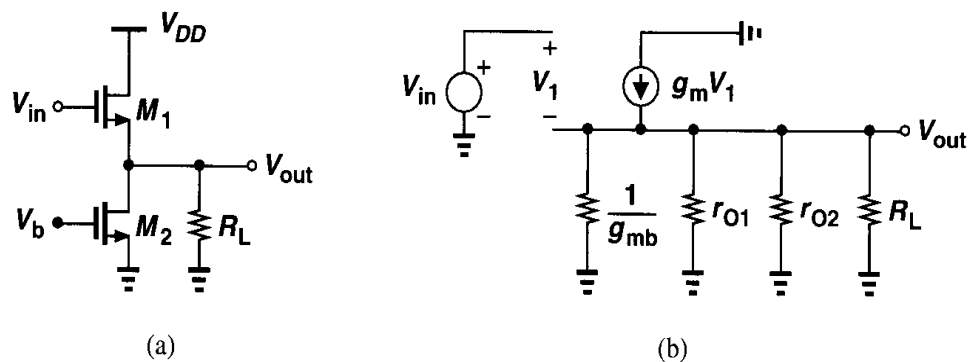 V_DD
V_in
M_1
V_out
V_b
M_2
R_L
(a)
V_in
+
−
+
V_1
−
g_mV_1
V_out
1
g_mb
r_O1
r_O2
R_L
(b)